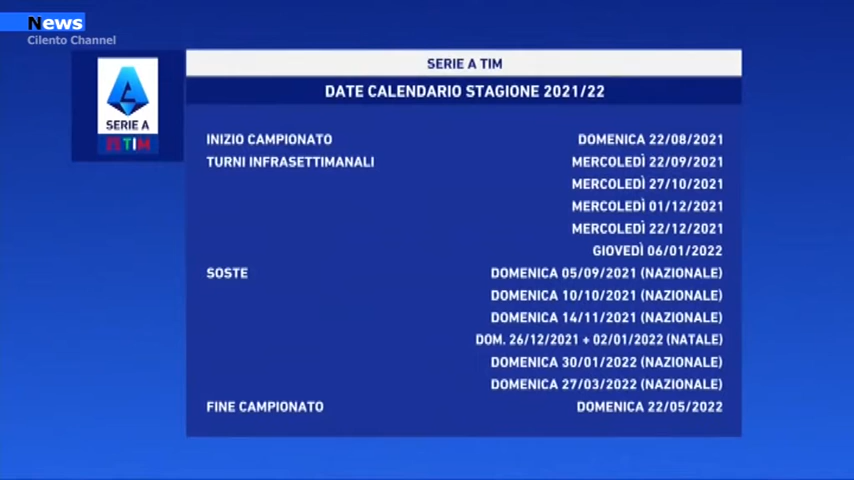 News
Cilento Channel
SERIE A TIM
SERIE A
TIM
DATE CALENDARIO STAGIONE 2021/22
INIZIO CAMPIONATO DOMENICA 22/08/2021
TURNI INFRASETTIMANALI MERCOLEDÌ 22/09/2021
MERCOLEDÌ 27/10/2021
MERCOLEDÌ 01/12/2021
MERCOLEDÌ 22/12/2021
GIOVEDÌ 06/01/2022
SOSTE DOMENICA 05/09/2021 (NAZIONALE)
DOMENICA 10/10/2021 (NAZIONALE)
DOMENICA 14/11/2021 (NAZIONALE)
DOM. 26/12/2021 + 02/01/2022 (NATALE)
DOMENICA 30/01/2022 (NAZIONALE)
DOMENICA 27/03/2022 (NAZIONALE)
FINE CAMPIONATO DOMENICA 22/05/2022